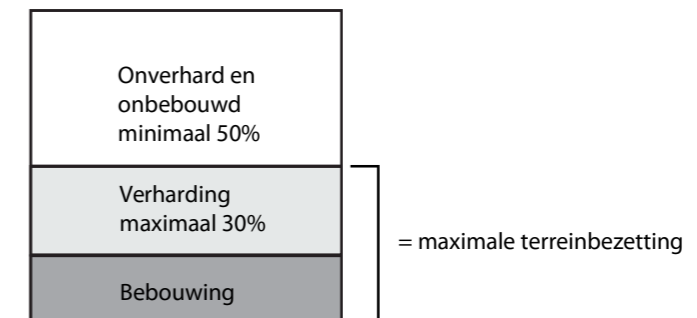 Onverhard en
onbebouwd
minimaal 50%
Verharding
maximaal 30%
= maximale terreinbezetting
Bebouwing